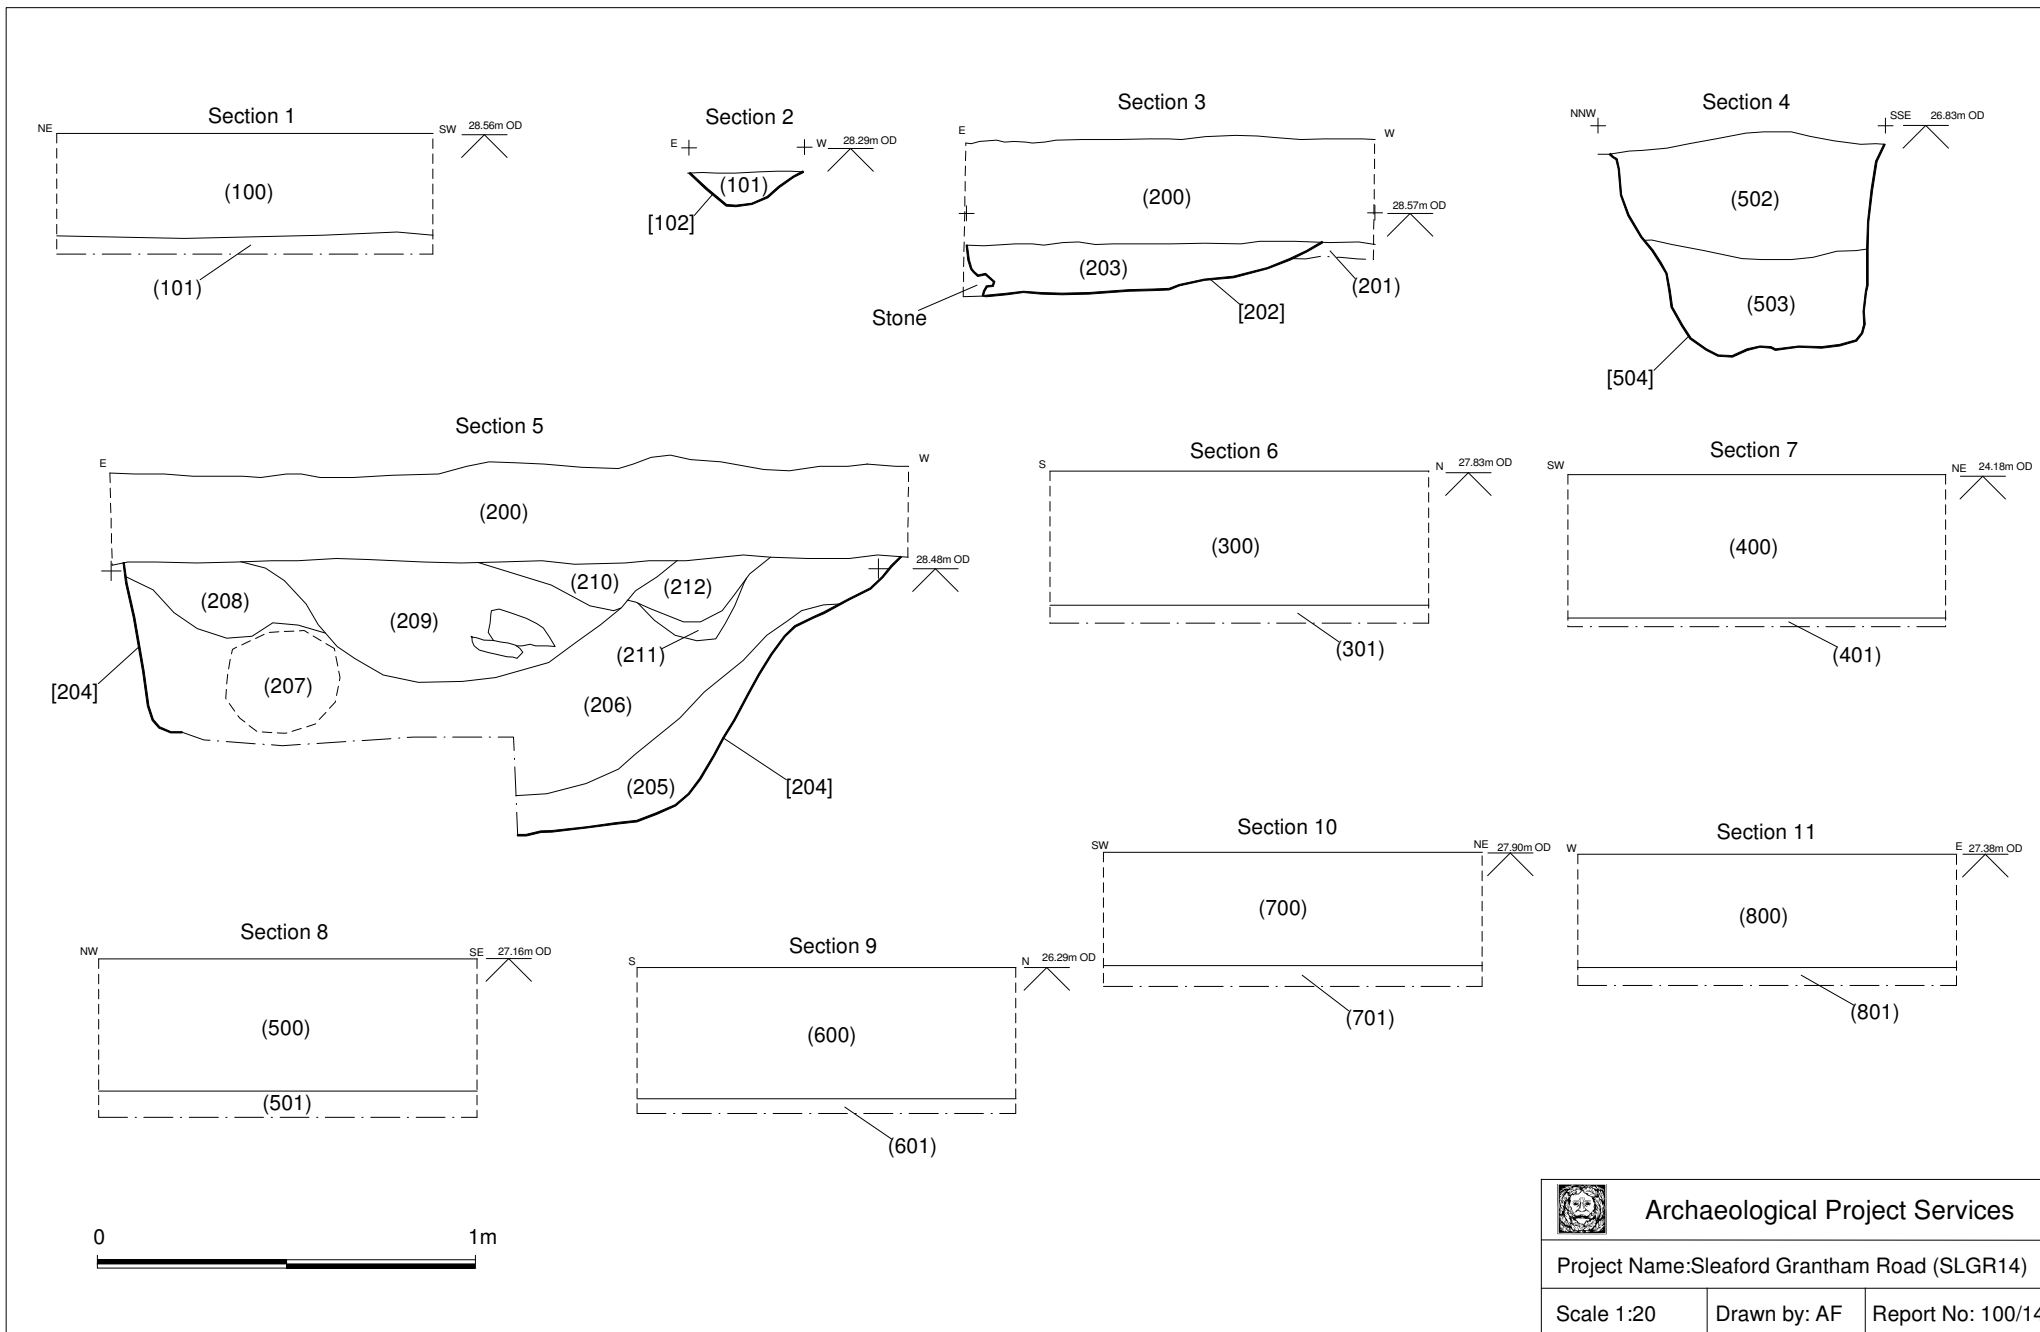 Section 1
NE
SW 28.56m OD
(100)
(101)
Section 2
E
W 28.29m OD
(101)
[102]
Section 3
E
W
(200)
28.57m OD
(203)
(201)
Stone
[202]
Section 4
NNW
SSE 26.83m OD
(502)
(503)
[504]
Section 5
E
W
(200)
28.48m OD
(208)
(209)
(210)
(212)
(211)
(207)
(206)
[204]
(205)
[204]
Section 6
S
N 27.83m OD
(300)
(301)
Section 7
SW
NE 24.18m OD
(400)
(401)
Section 8
NW
SE 27.16m OD
(500)
(501)
Section 9
S
N 26.29m OD
(600)
(601)
Section 10
SW
NE 27.90m OD
(700)
(701)
Section 11
W
E 27.38m OD
(800)
(801)
0 1m
Archaeological Project Services
Project Name:Sleaford Grantham Road (SLGR14)
Scale 1:20 Drawn by: AF Report No: 100/14